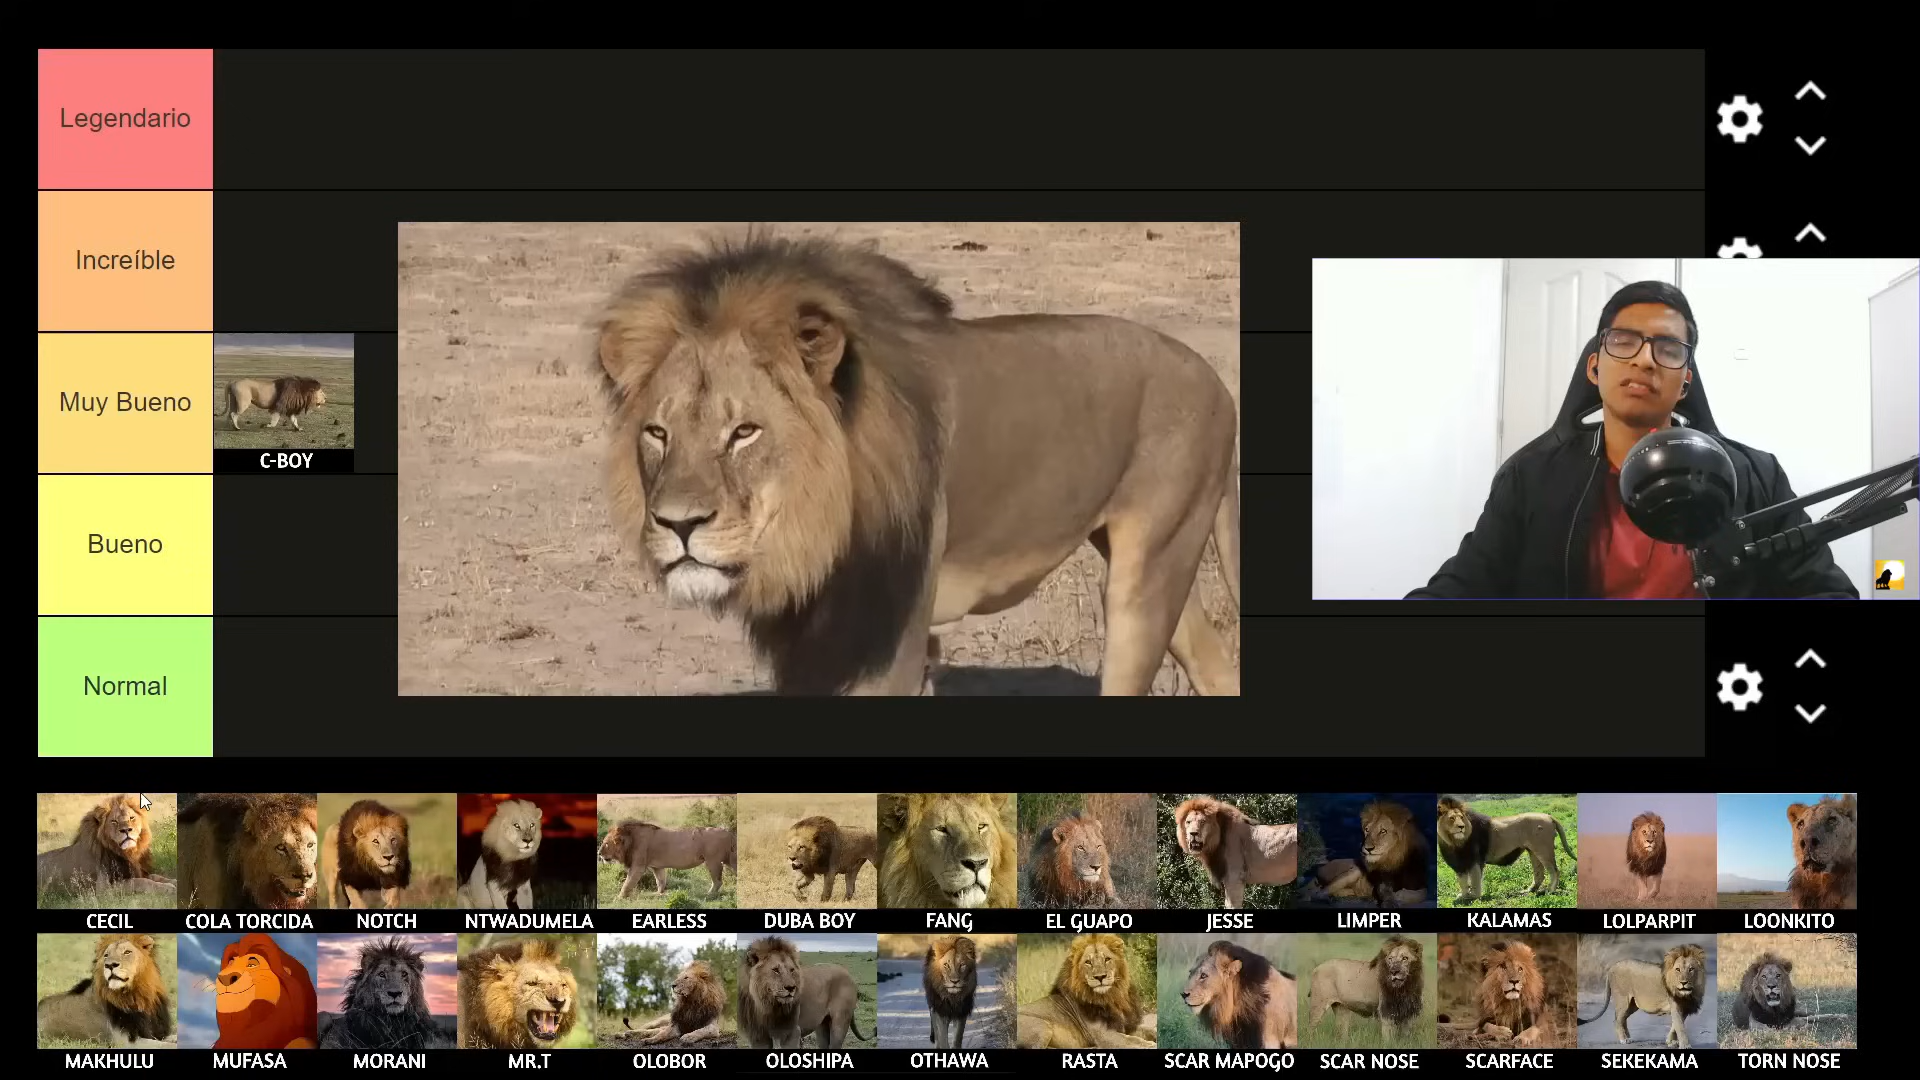 Legendario
Increíble
Muy Bueno
C-BOY
Bueno
Normal
CECIL
COLA TORCIDA
NOTCH
NTWADUMELA
EARLESS
DUBA BOY
FANG
EL GUAPO
JESSE
LIMPER
KALAMAS
LOLPARPIT
LOONKITO
MAKHULU
MUFASA
MORANI
MR.T
OLOBOR
OLOSHIPA
OTHAWA
RASTA
SCAR MAPOGO
SCAR NOSE
SCARFACE
SEKEKAMA
TORN NOSE